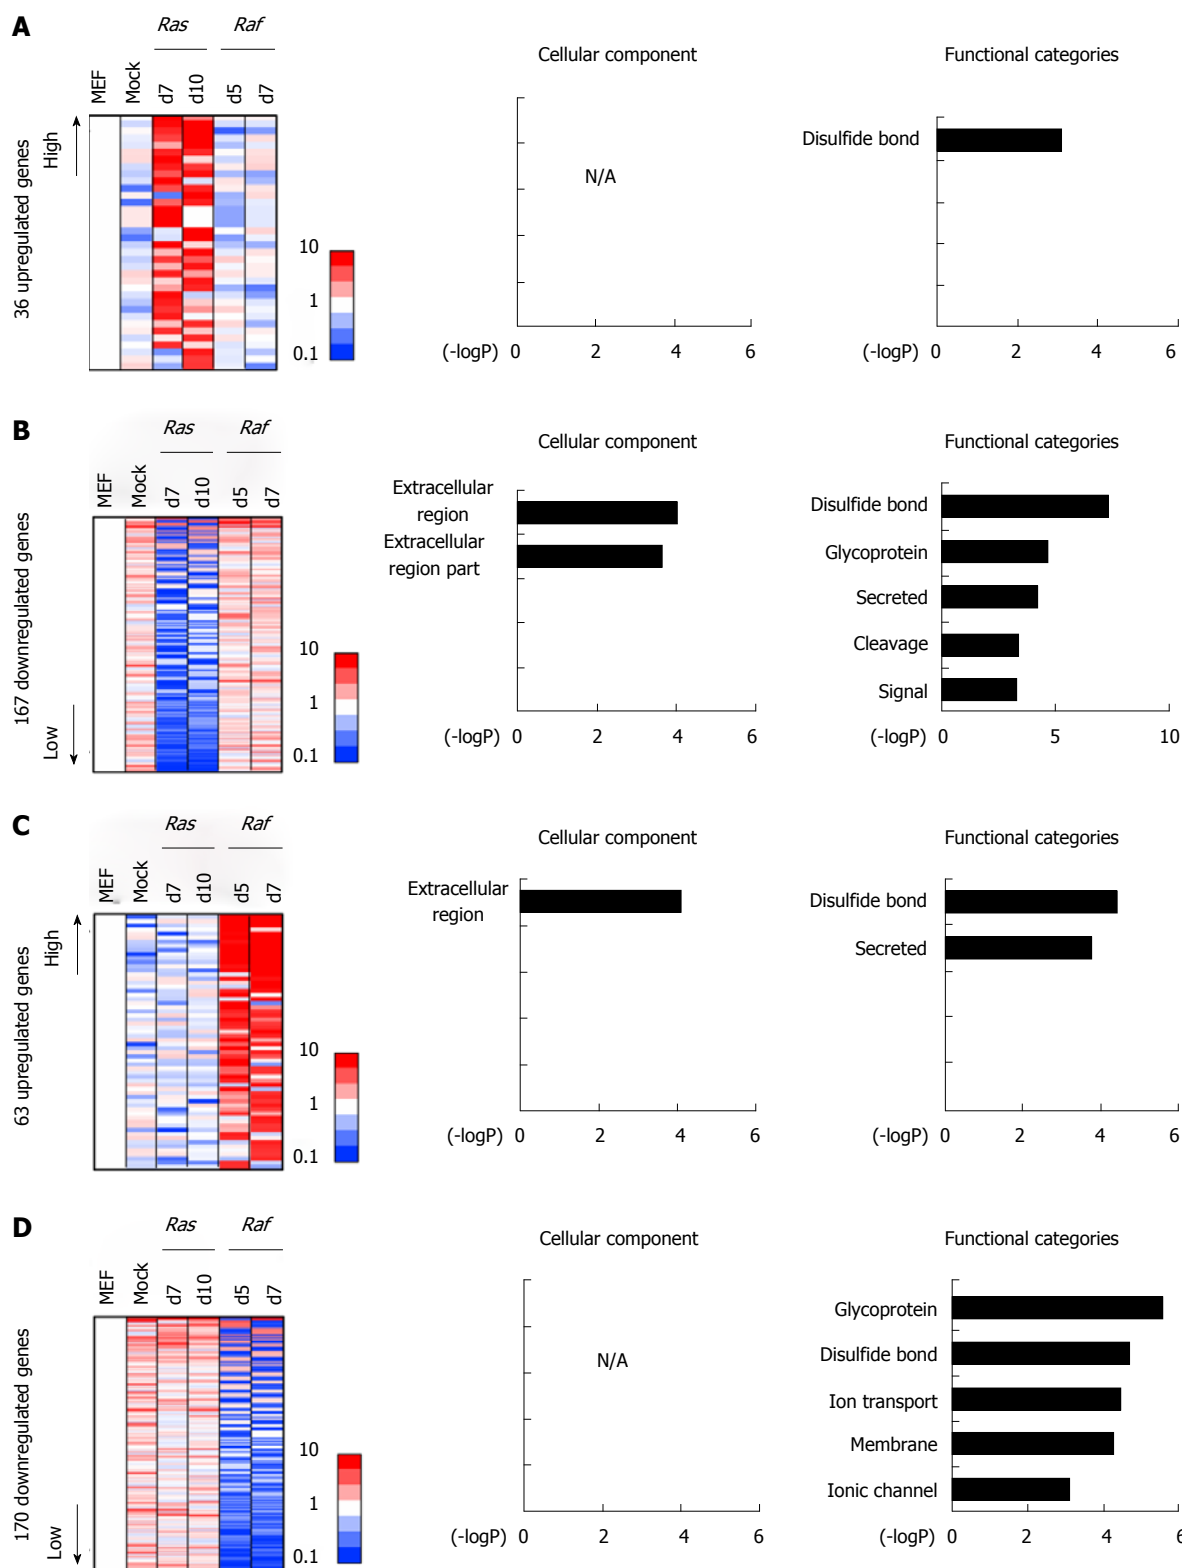 A
Ras Raf
MEF Mock d7 d10 d5 d7
High
36 upregulated genes
10
1
0.1
Cellular component
N/A
(-logP) 0 2 4 6
Functional categories
Disulfide bond
(-logP) 0 2 4 6
B
Ras Raf
MEF Mock d7 d10 d5 d7
167 downregulated genes
Low
10
1
0.1
Cellular component
Extracellular
region
Extracellular
region part
(-logP) 0 2 4 6
Functional categories
Disulfide bond
Glycoprotein
Secreted
Cleavage
Signal
(-logP) 0 5 10
C
Ras Raf
MEF Mock d7 d10 d5 d7
High
63 upregulated genes
10
1
0.1
Cellular component
Extracellular
region
(-logP) 0 2 4 6
Functional categories
Disulfide bond
Secreted
(-logP) 0 2 4 6
D
Ras Raf
MEF Mock d7 d10 d5 d7
170 downregulated genes
Low
10
1
0.1
Cellular component
N/A
(-logP) 0 2 4 6
Functional categories
Glycoprotein
Disulfide bond
Ion transport
Membrane
Ionic channel
(-logP) 0 2 4 6